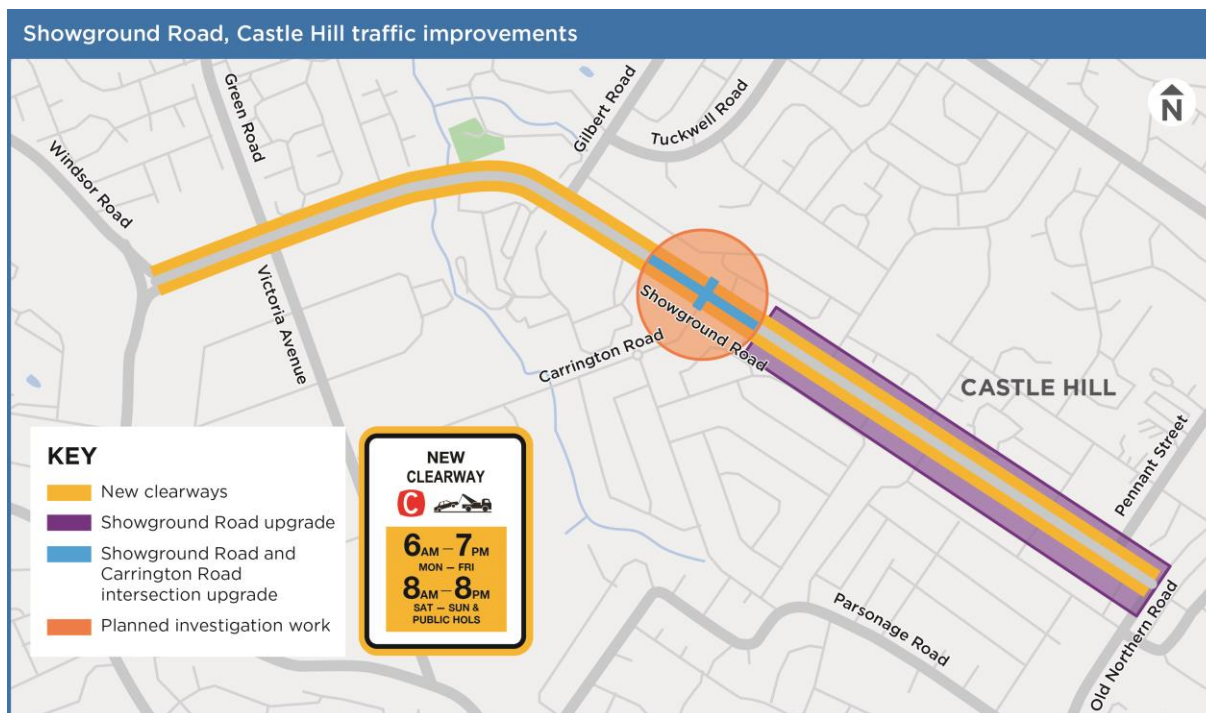 Showground Road, Castle Hill traffic improvements
N
Green Road
Gilbert Road
Tuckwell Road
Windsor Road
Victoria Avenue
Showground Road
Carrington Road
CASTLE HILL
Pennant Street
Parsonage Road
Old Northern Road
KEY
New clearways
Showground Road upgrade
Showground Road and
Carrington Road
intersection upgrade
Planned investigation work
NEW
CLEARWAY
C
6AM – 7PM
MON – FRI
8AM – 8PM
SAT – SUN &
PUBLIC HOLS